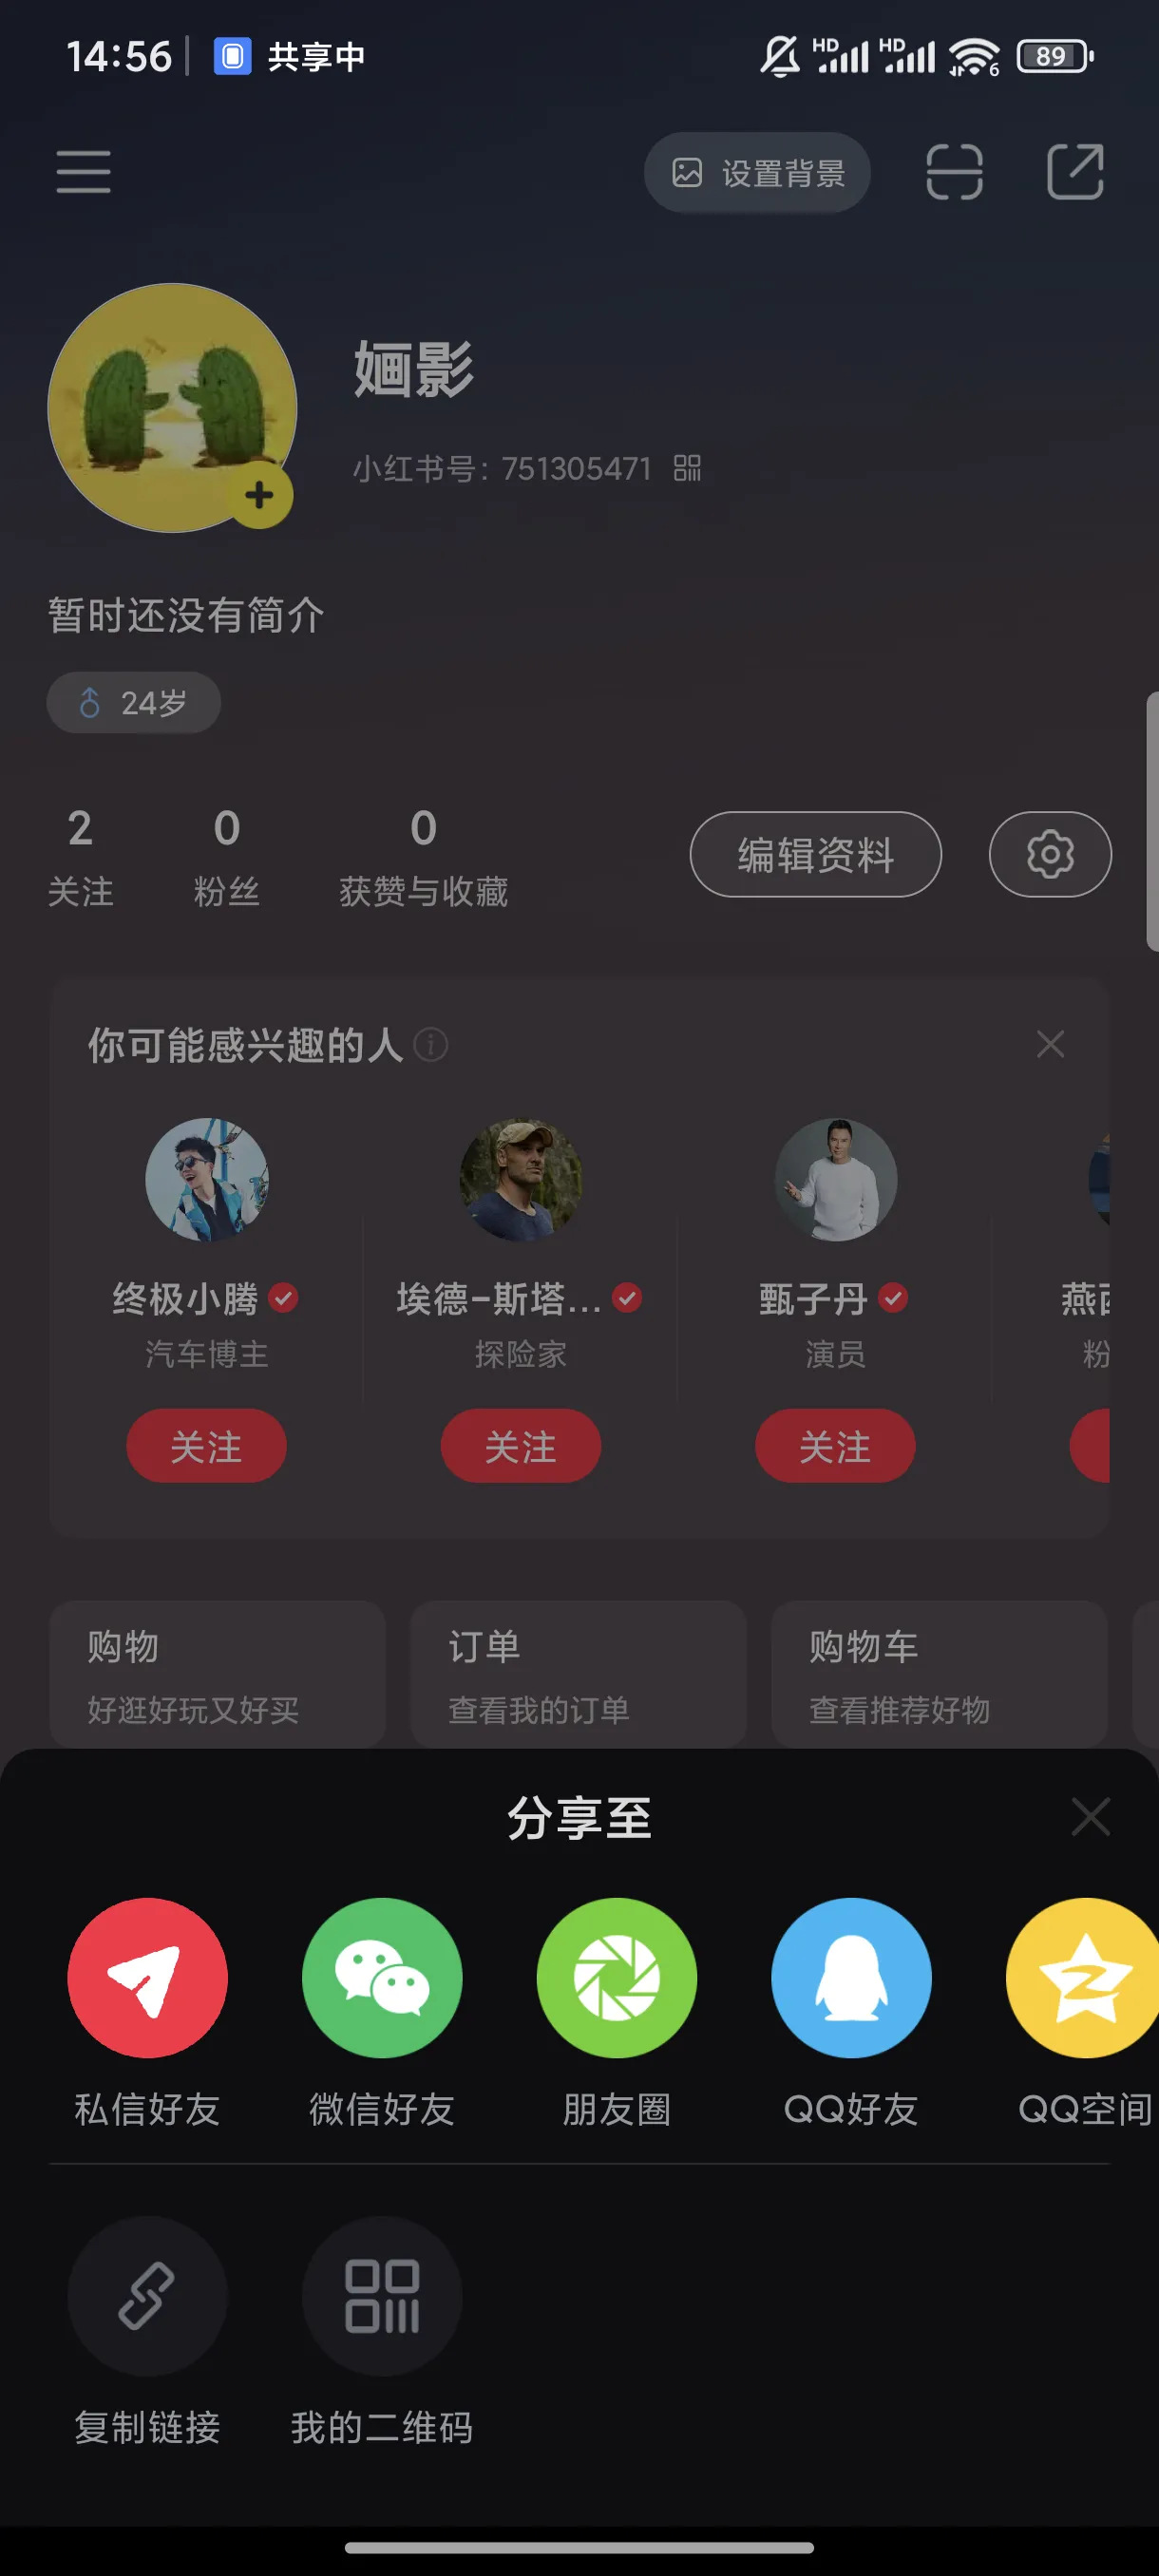 14:56 共享中 HD HD 6 89
设置背景
婳影
小红书号：751305471
暂时还没有简介
24岁
2 0 0
关注 粉丝 获赞与收藏 编辑资料
你可能感兴趣的人
终极小腾 埃德-斯塔... 甄子丹
汽车博主 探险家 演员 粉
关注 关注 关注
购物 订单 购物车
好逛好玩又好买 查看我的订单 查看推荐好物
分享至
私信好友 微信好友 朋友圈 QQ好友 QQ空间
复制链接 我的二维码